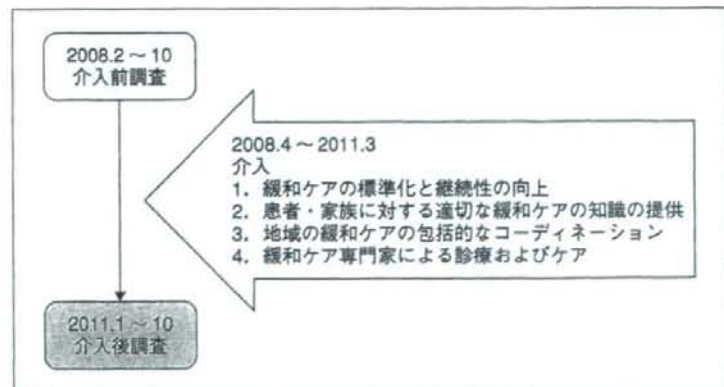 2008.2～10
介入前調査
2008.4～2011.3
介入
1．緩和ケアの標準化と継続性の向上
2．患者・家族に対する適切な緩和ケアの知識の提供
3．地域の緩和ケアの包括的なコーディネーション
4．緩和ケア専門家による診療およびケア
2011.1～10
介入後調査